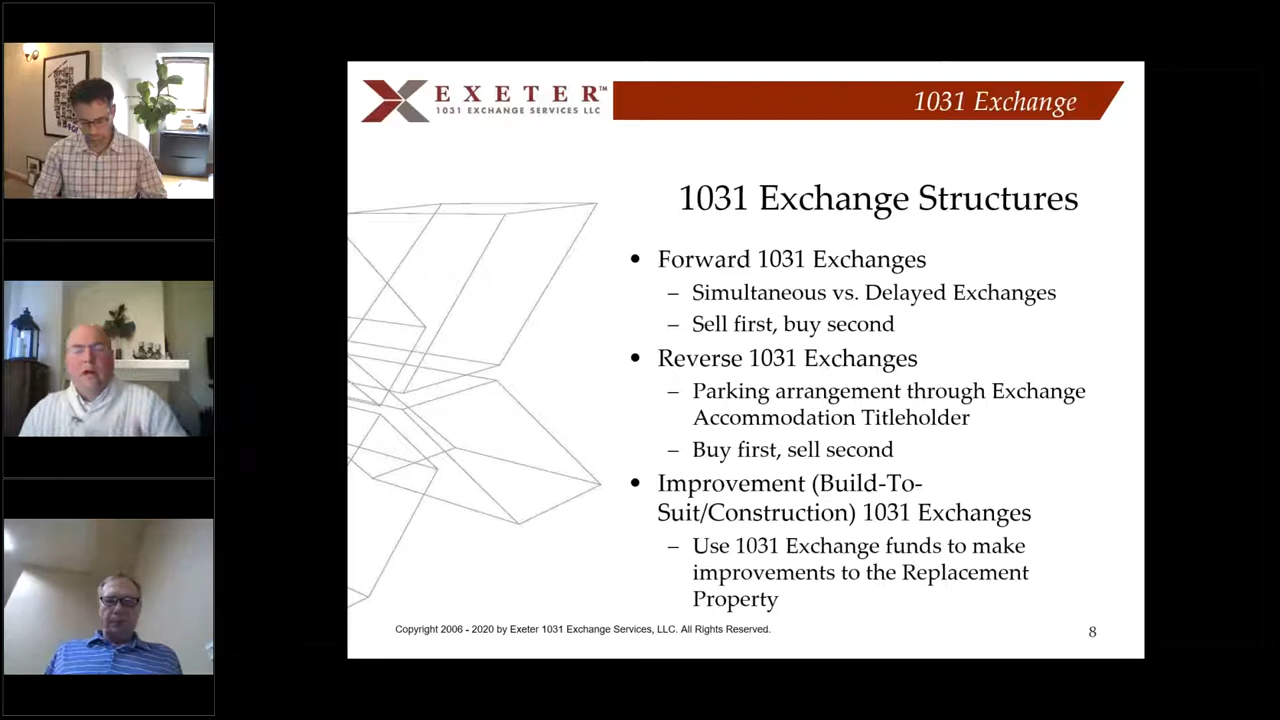 EXETER™
1031 EXCHANGE SERVICES LLC
1031 Exchange
1031 Exchange Structures
• Forward 1031 Exchanges
– Simultaneous vs. Delayed Exchanges
– Sell first, buy second
• Reverse 1031 Exchanges
– Parking arrangement through Exchange
Accommodation Titleholder
– Buy first, sell second
• Improvement (Build-To-
Suit/Construction) 1031 Exchanges
– Use 1031 Exchange funds to make
improvements to the Replacement
Property
Copyright 2006 - 2020 by Exeter 1031 Exchange Services, LLC. All Rights Reserved.
8